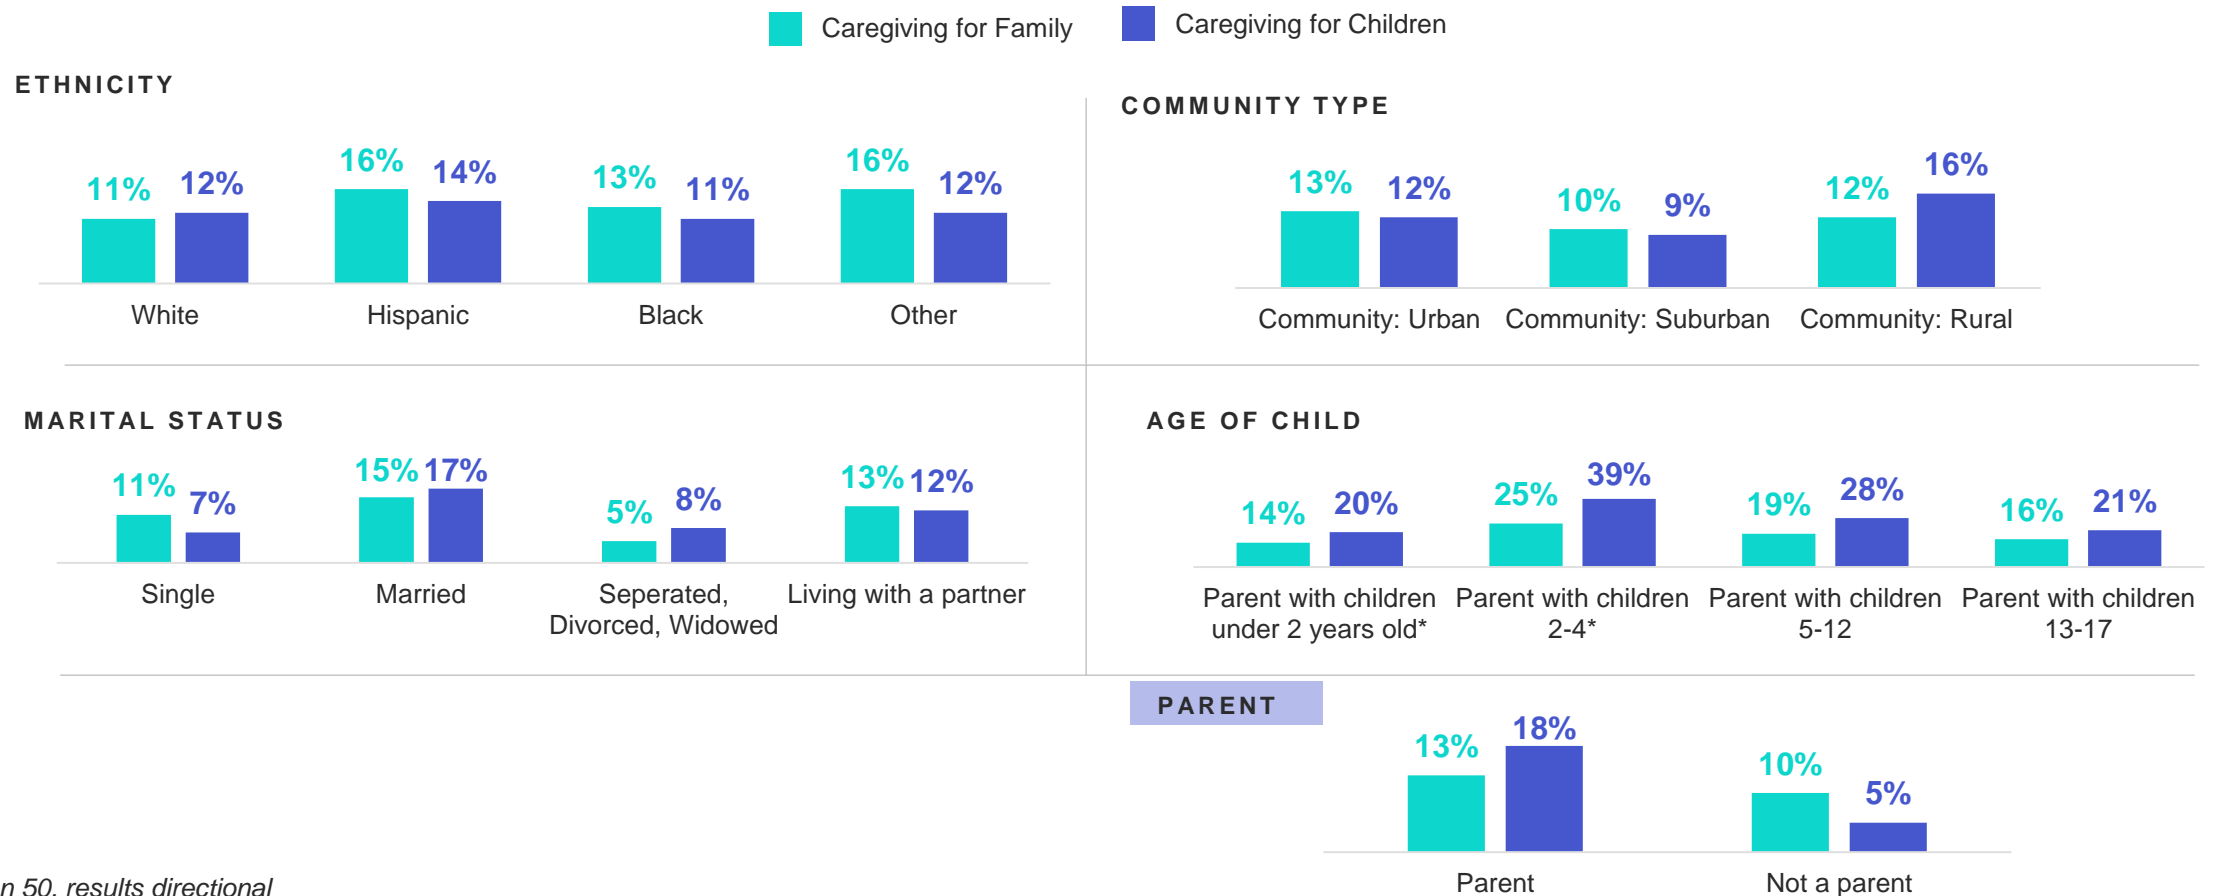 Caregiving for Family
Caregiving for Children
ETHNICITY
11%
12%
16%
14%
13%
11%
16%
12%
White
Hispanic
Black
Other
COMMUNITY TYPE
13%
12%
10%
9%
12%
16%
Community: Urban
Community: Suburban
Community: Rural
MARITAL STATUS
11%
7%
15%
17%
5%
8%
13%
12%
Single
Married
Seperated,
Divorced, Widowed
Living with a partner
AGE OF CHILD
14%
20%
25%
39%
19%
28%
16%
21%
Parent with children
under 2 years old*
Parent with children
2-4*
Parent with children
5-12
Parent with children
13-17
PARENT
13%
18%
10%
5%
Parent
Not a parent
n 50, results directional